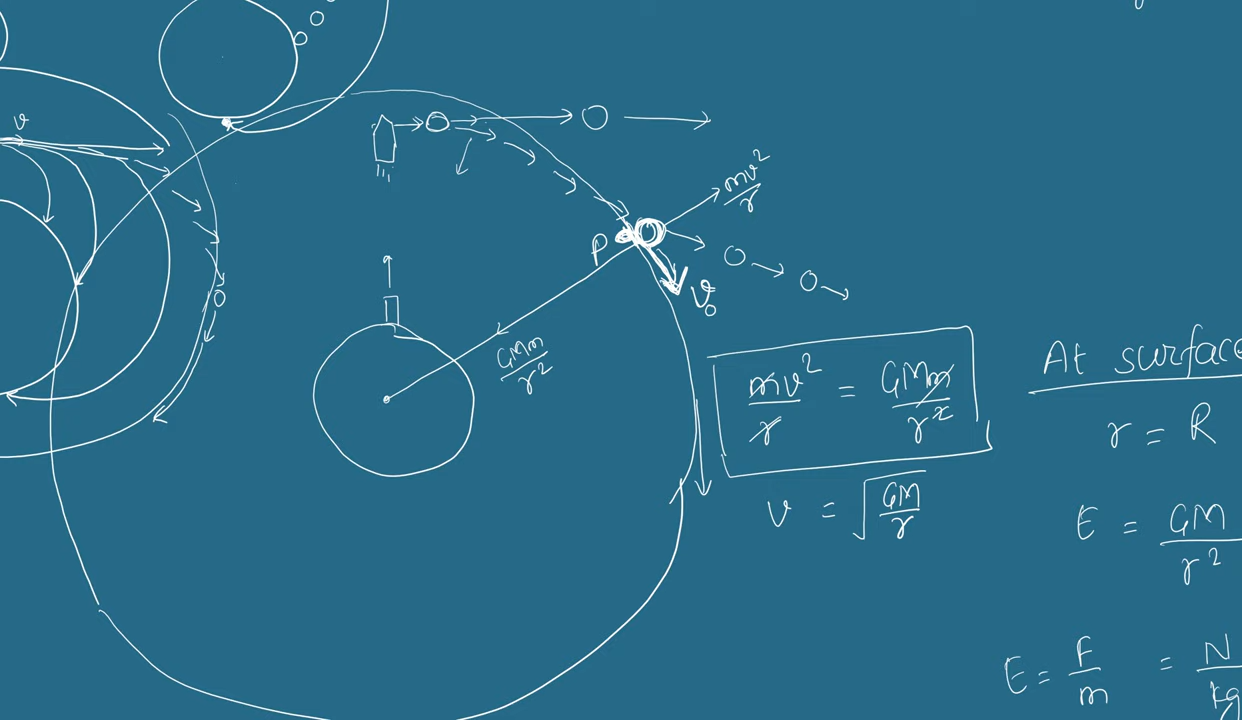 v
mv²/r
P
v₀
GMm/r²
mv²/r = GMm/r²
v = √(GM/r)
At surface
r = R
E = GM/r²
E = F/m = N/kg